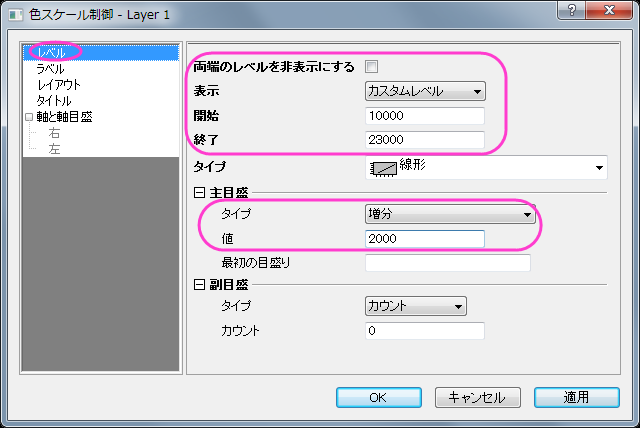 色スケール制御 - Layer 1
レベル
ラベル
レイアウト
タイトル
軸と軸目盛
右
左
両端のレベルを非表示にする
表示 カスタムレベル
開始 10000
終了 23000
タイプ 線形
主目盛
タイプ 増分
値 2000
最初の目盛り
副目盛
タイプ カウント
カウント 0
OK キャンセル 適用